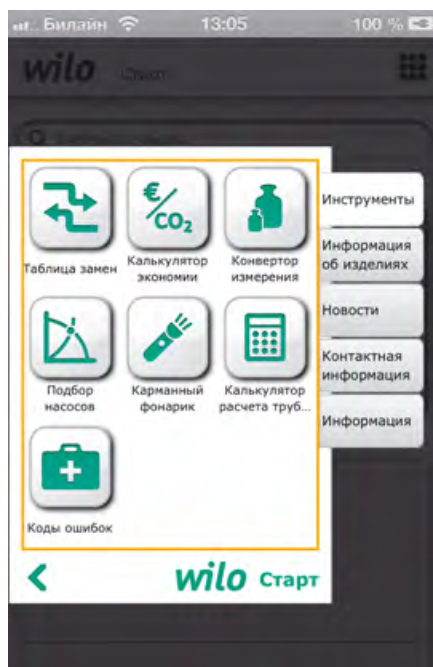 Билайн 13:05 100 %
wilo Старт
€/CO₂
Таблица замен
Калькулятор
экономии
Конвертор
измерения
Подбор
насосов
Карманный
фонарик
Калькулятор
расчета труб...
Коды ошибок
Инструменты
Информация
об изделиях
Новости
Контактная
информация
Информация
wilo Старт